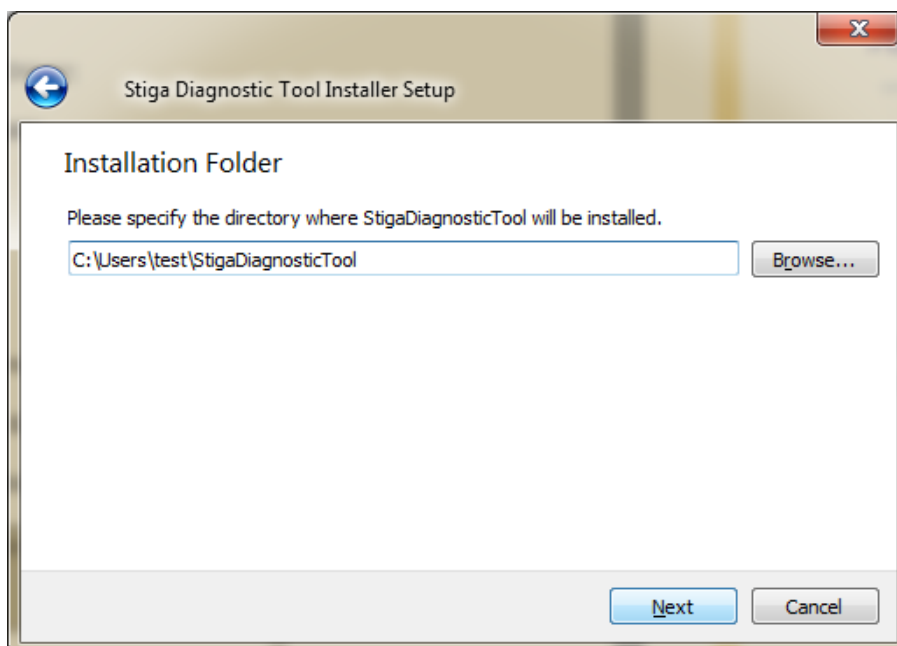 Stiga Diagnostic Tool Installer Setup
Installation Folder
Please specify the directory where StigaDiagnosticTool will be installed.
C:\Users\test\StigaDiagnosticTool
Browse...
Next
Cancel